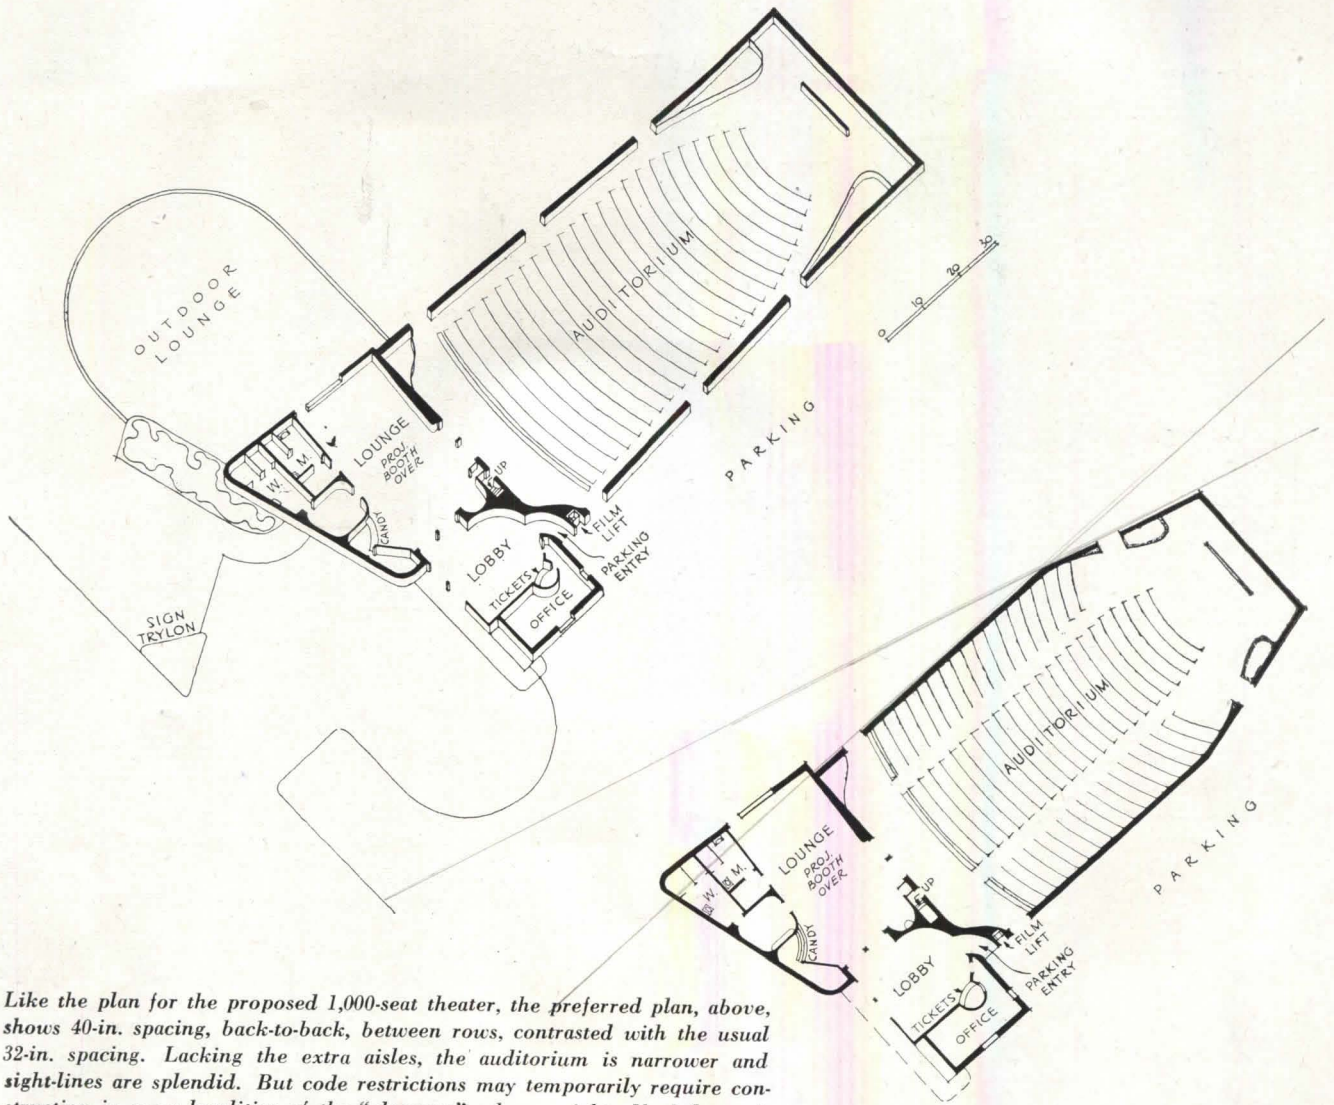 OUTDOOR
LOUNGE
AUDITORIUM
0 10 20 30
PARKING
LOUNGE
PROJ.
BOOTH
OVER
M.
W.
CANDY
UP
FILM
LIFT
PARKING
ENTRY
LOBBY
TICKETS
OFFICE
SIGN
TRYLON
AUDITORIUM
PARKING
LOUNGE
PROJ.
BOOTH
OVER
M.
W.
CANDY
UP
FILM
LIFT
PARKING
ENTRY
LOBBY
TICKETS
OFFICE
Like the plan for the proposed 1,000-seat theater, the preferred plan, above,
shows 40-in. spacing, back-to-back, between rows, contrasted with the usual
32-in. spacing. Lacking the extra aisles, the auditorium is narrower and
sight-lines are splendid. But code restrictions may temporarily require con-